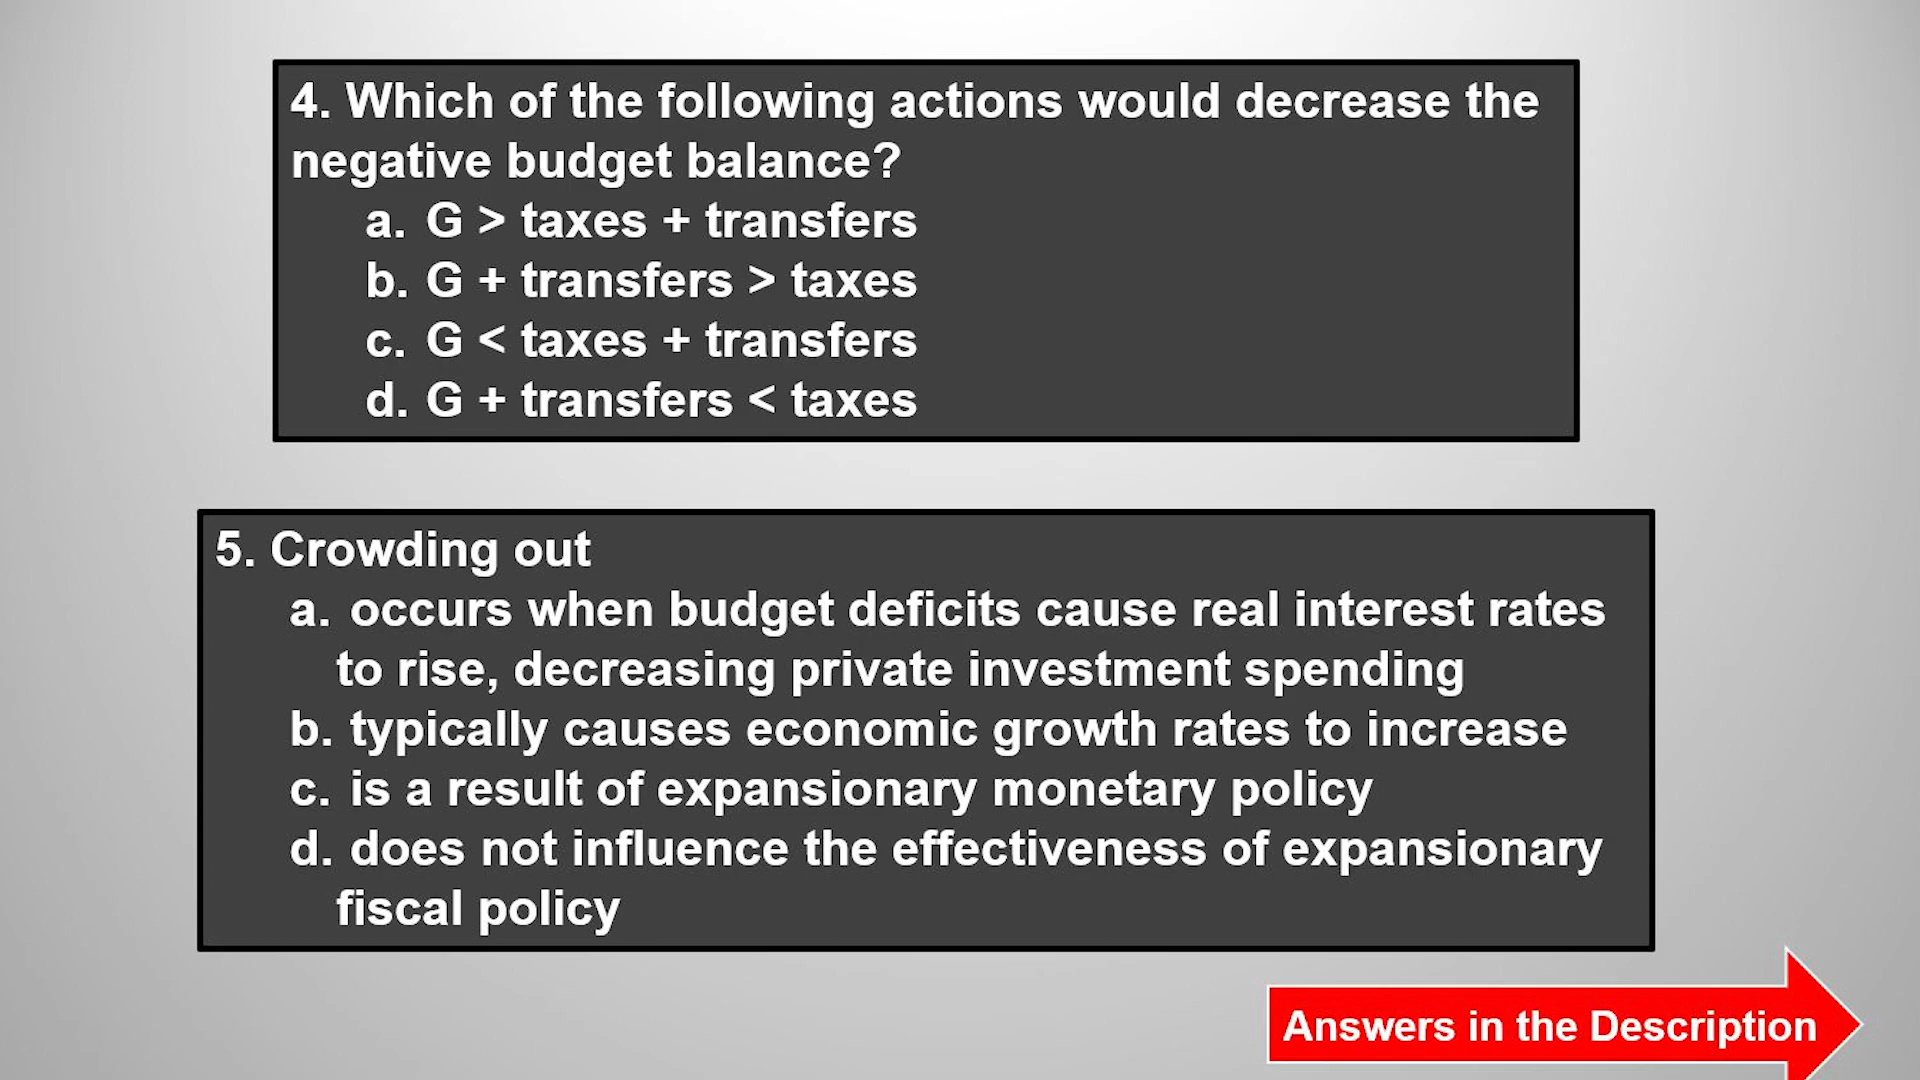 4. Which of the following actions would decrease the
negative budget balance?
a. G > taxes + transfers
b. G + transfers > taxes
c. G < taxes + transfers
d. G + transfers < taxes
5. Crowding out
a. occurs when budget deficits cause real interest rates
to rise, decreasing private investment spending
b. typically causes economic growth rates to increase
c. is a result of expansionary monetary policy
d. does not influence the effectiveness of expansionary
fiscal policy
Answers in the Description